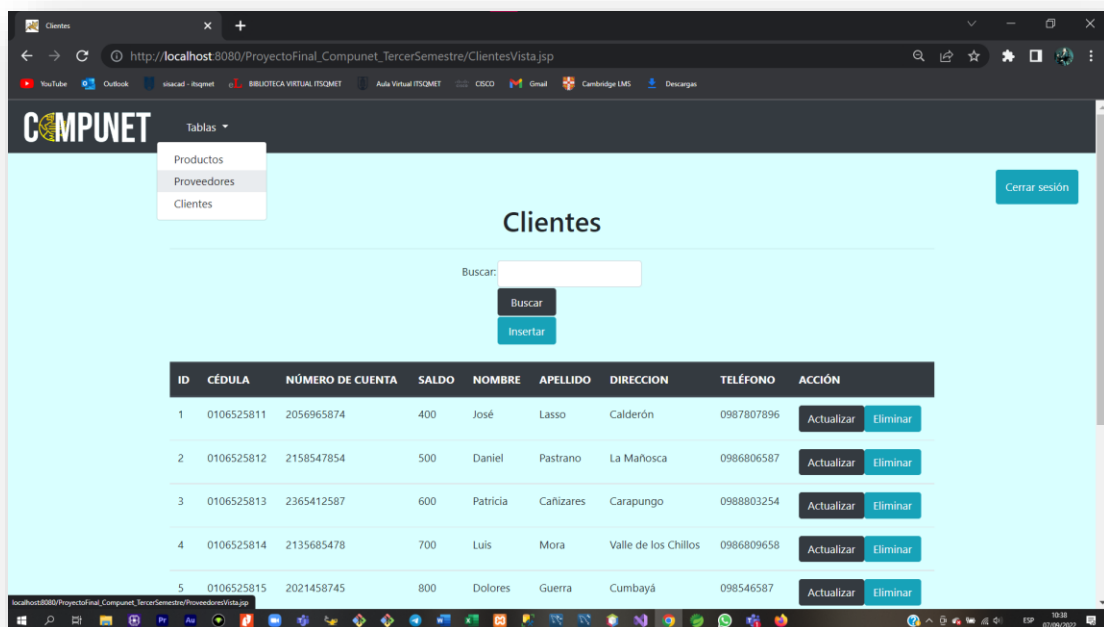 Clientes
http://localhost:8080/ProyectoFinal_Compunet_TercerSemestre/ClientesVista.jsp
YouTube Outlook sisacad - itsqmet BIBLIOTECA VIRTUAL ITSQMET Aula Virtual ITSQMET CISCO Gmail Cambridge LMS Descargas
COMPUNET Tablas
Productos
Proveedores
Clientes
Cerrar sesión
Clientes
Buscar:
Buscar
Insertar
ID CÉDULA NÚMERO DE CUENTA SALDO NOMBRE APELLIDO DIRECCION TELÉFONO ACCIÓN
1 0106525811 2056965874 400 José Lasso Calderón 0987807896 Actualizar Eliminar
2 0106525812 2158547854 500 Daniel Pastrano La Mañosca 0986806587 Actualizar Eliminar
3 0106525813 2365412587 600 Patricia Cañizares Carapungo 0988803254 Actualizar Eliminar
4 0106525814 2135685478 700 Luis Mora Valle de los Chillos 0986809658 Actualizar Eliminar
5 0106525815 2021458745 800 Dolores Guerra Cumbayá 098546587 Actualizar Eliminar
localhost:8080/ProyectoFinal_Compunet_TercerSemestre/ProveedoresVista.jsp
ESP
10:38
07/09/2022